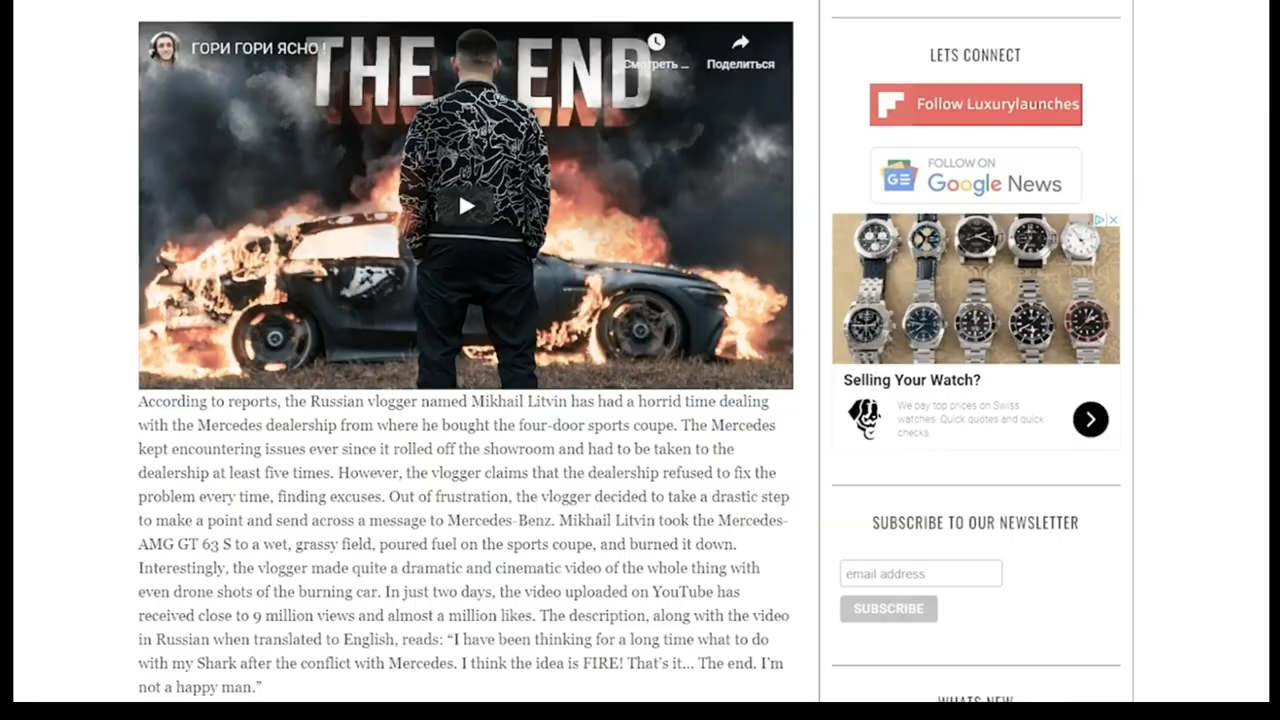 ГОРИ ГОРИ ЯСНО !
THE END
Смотреть ...
Поделиться
According to reports, the Russian vlogger named Mikhail Litvin has had a horrid time dealing
with the Mercedes dealership from where he bought the four-door sports coupe. The Mercedes
kept encountering issues ever since it rolled off the showroom and had to be taken to the
dealership at least five times. However, the vlogger claims that the dealership refused to fix the
problem every time, finding excuses. Out of frustration, the vlogger decided to take a drastic step
to make a point and send across a message to Mercedes-Benz. Mikhail Litvin took the Mercedes-
AMG GT 63 S to a wet, grassy field, poured fuel on the sports coupe, and burned it down.
Interestingly, the vlogger made quite a dramatic and cinematic video of the whole thing with
even drone shots of the burning car. In just two days, the video uploaded on YouTube has
received close to 9 million views and almost a million likes. The description, along with the video
in Russian when translated to English, reads: “I have been thinking for a long time what to do
with my Shark after the conflict with Mercedes. I think the idea is FIRE! That’s it… The end. I’m
not a happy man.”
LETS CONNECT
Follow Luxurylaunches
FOLLOW ON
GE Google News
Selling Your Watch?
We pay top prices on Swiss
watches. Quick quotes and quick
checks.
SUBSCRIBE TO OUR NEWSLETTER
email address
SUBSCRIBE
WHATS NEW